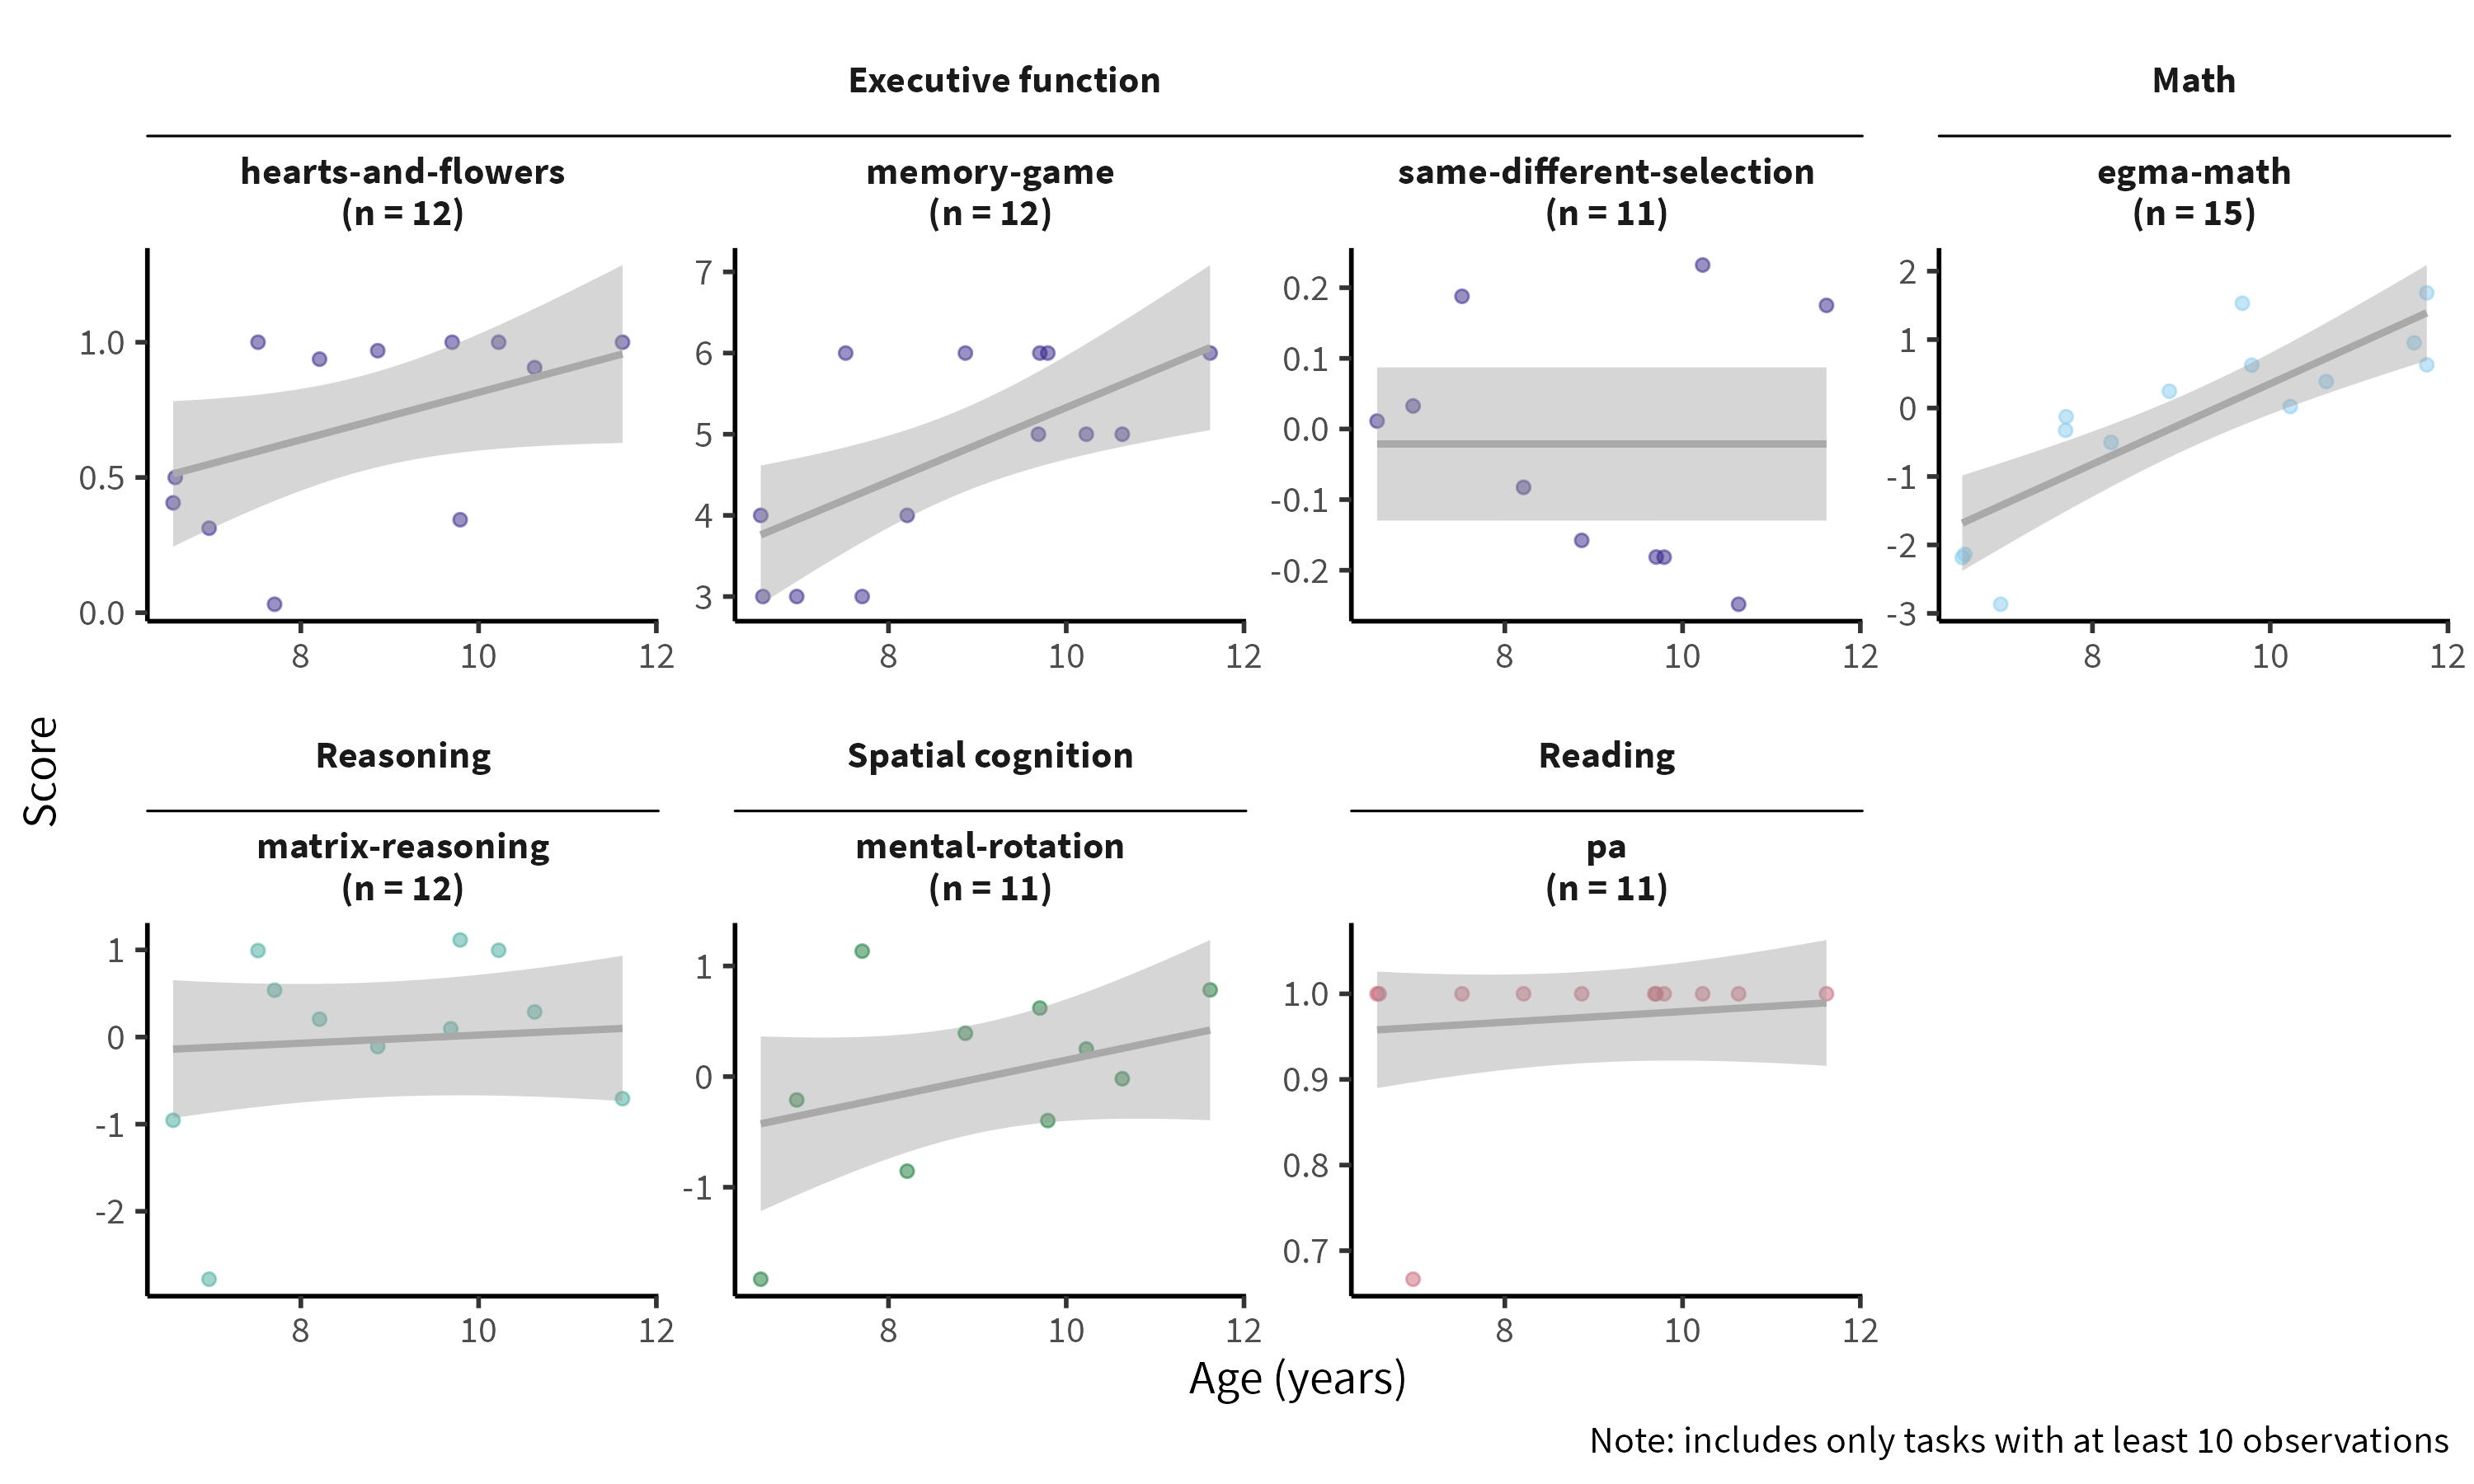 Executive function
Math
hearts-and-flowers
(n = 12)
memory-game
(n = 12)
same-different-selection
(n = 11)
egma-math
(n = 15)
1.0
0.5
0.0
8 10 12
7
6
5
4
3
8 10 12
0.2
0.1
0.0
-0.1
-0.2
8 10 12
2
1
0
-1
-2
-3
8 10 12
Score
Reasoning
Spatial cognition
Reading
matrix-reasoning
(n = 12)
mental-rotation
(n = 11)
pa
(n = 11)
1
0
-1
-2
8 10 12
1
0
-1
8 10 12
1.0
0.9
0.8
0.7
8 10 12
Age (years)
Note: includes only tasks with at least 10 observations